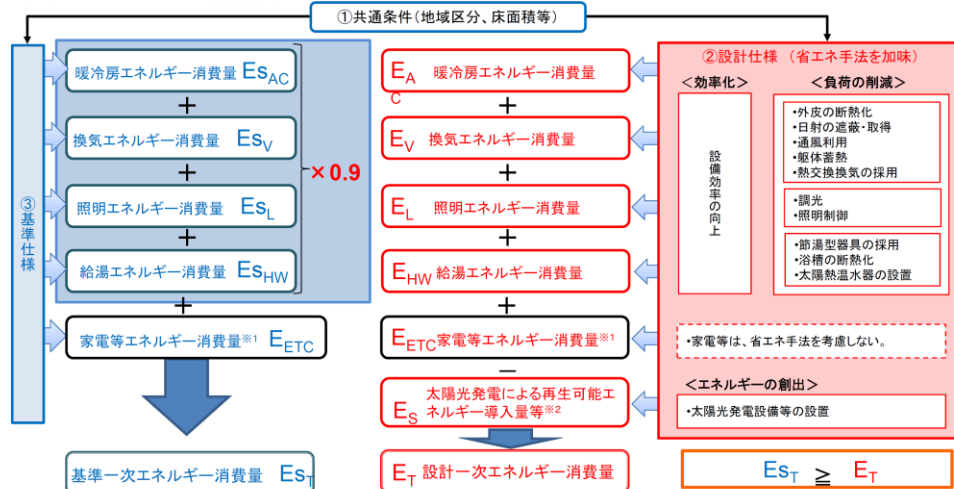 ①共通条件(地域区分、床面積等)
③基準仕様
暖冷房エネルギー消費量 EsAC
+
換気エネルギー消費量 EsV
+
照明エネルギー消費量 EsL
+
給湯エネルギー消費量 EsHW
×0.9
+
家電等エネルギー消費量※1 EETC
基準一次エネルギー消費量 EsT
EAC 暖冷房エネルギー消費量
+
EV 換気エネルギー消費量
+
EL 照明エネルギー消費量
+
EHW 給湯エネルギー消費量
+
EETC 家電等エネルギー消費量※1
−
ES 太陽光発電による再生可能エ
ネルギー導入量等※2
ET 設計一次エネルギー消費量
②設計仕様 (省エネ手法を加味)
<効率化>
設備効率の向上
<負荷の削減>
・外皮の断熱化
・日射の遮蔽・取得
・通風利用
・躯体蓄熱
・熱交換換気の採用
・調光
・照明制御
・節湯型器具の採用
・浴槽の断熱化
・太陽熱温水器の設置
・家電等は、省エネ手法を考慮しない。
<エネルギーの創出>
・太陽光発電設備等の設置
EsT ≧ ET